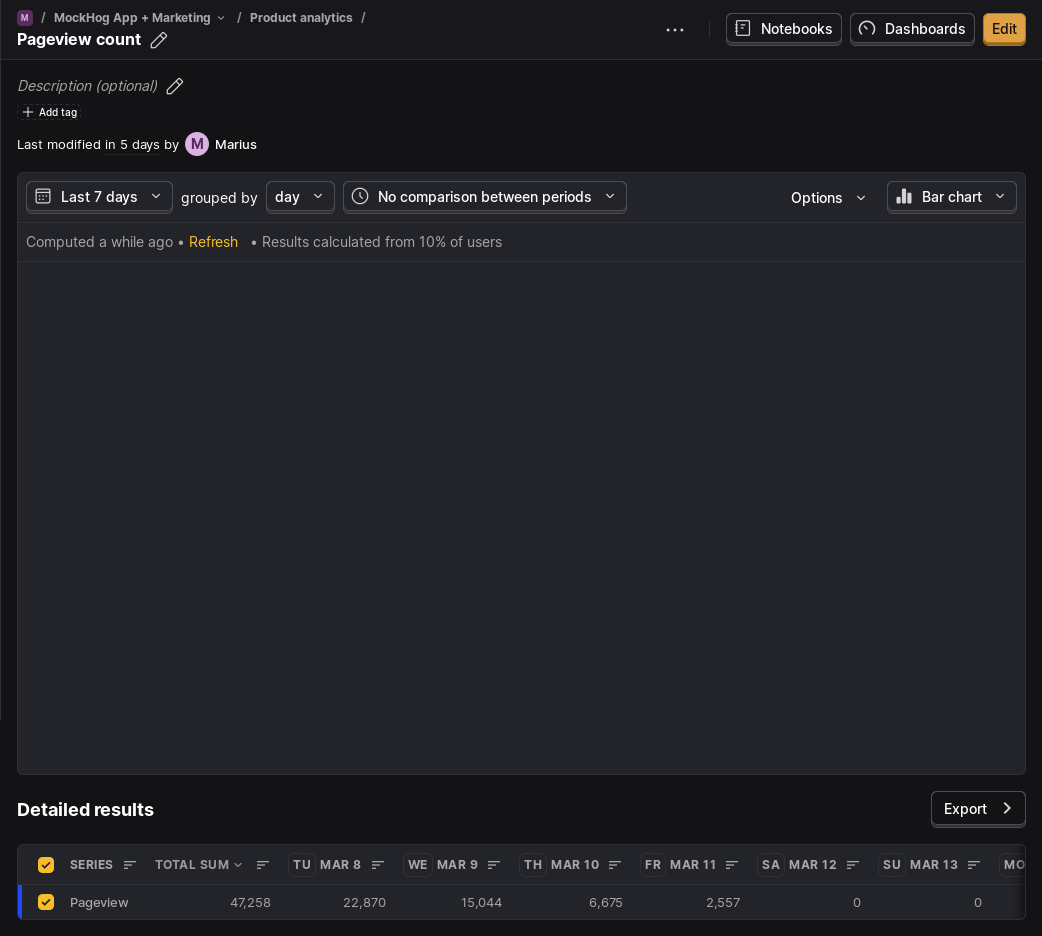 M / MockHog App + Marketing / Product analytics /
Pageview count
Notebooks Dashboards Edit
Description (optional)
Add tag
Last modified in 5 days by M Marius
Last 7 days grouped by day No comparison between periods Options Bar chart
Computed a while ago • Refresh • Results calculated from 10% of users
Detailed results
Export
SERIES TOTAL SUM TU MAR 8 WE MAR 9 TH MAR 10 FR MAR 11 SA MAR 12 SU MAR 13 MO
Pageview 47,258 22,870 15,044 6,675 2,557 0 0